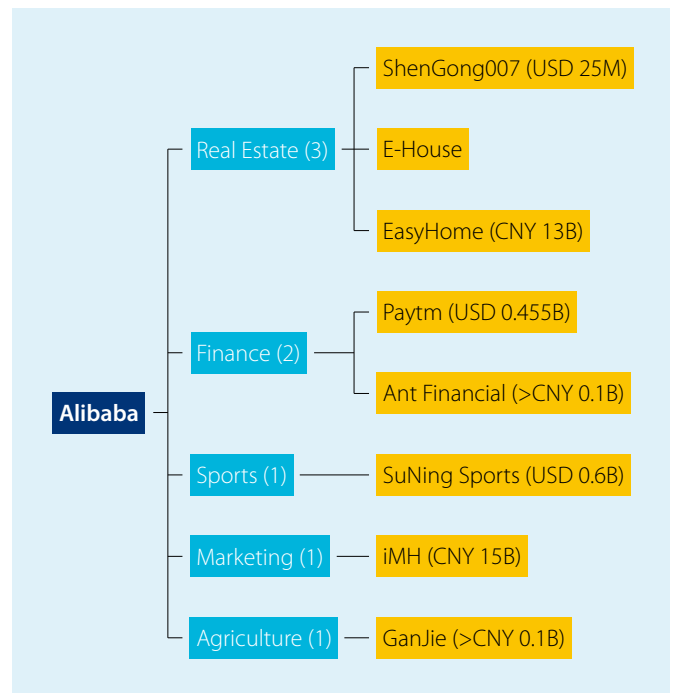 Alibaba
Real Estate (3)
ShenGong007 (USD 25M)
E-House
EasyHome (CNY 13B)
Finance (2)
Paytm (USD 0.455B)
Ant Financial (>CNY 0.1B)
Sports (1)
SuNing Sports (USD 0.6B)
Marketing (1)
iMH (CNY 15B)
Agriculture (1)
GanJie (>CNY 0.1B)